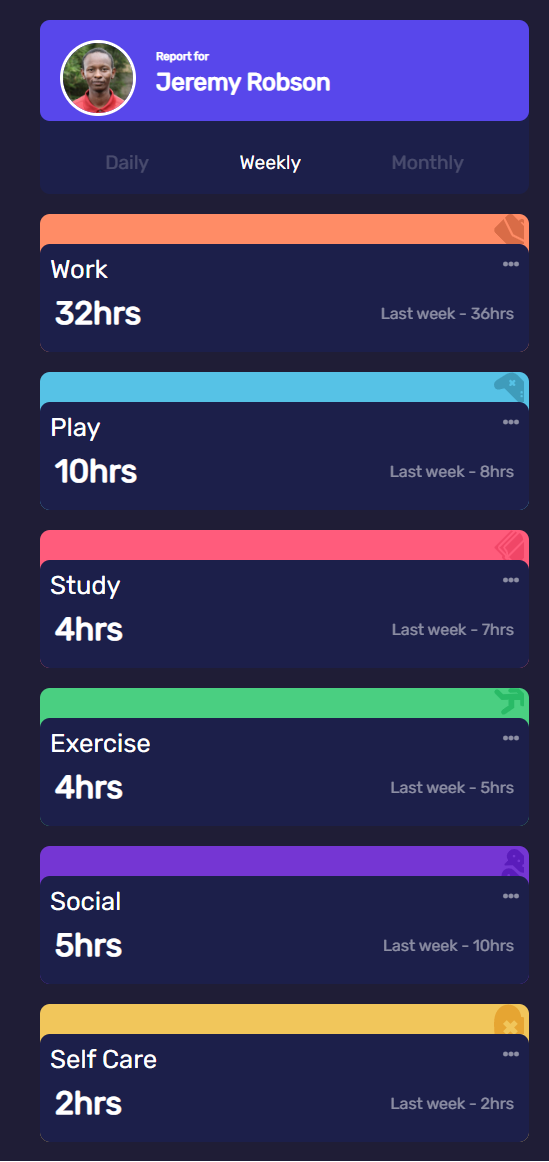 Report for
Jeremy Robson
Daily Weekly Monthly
Work
32hrs Last week - 36hrs
Play
10hrs Last week - 8hrs
Study
4hrs Last week - 7hrs
Exercise
4hrs Last week - 5hrs
Social
5hrs Last week - 10hrs
Self Care
2hrs Last week - 2hrs